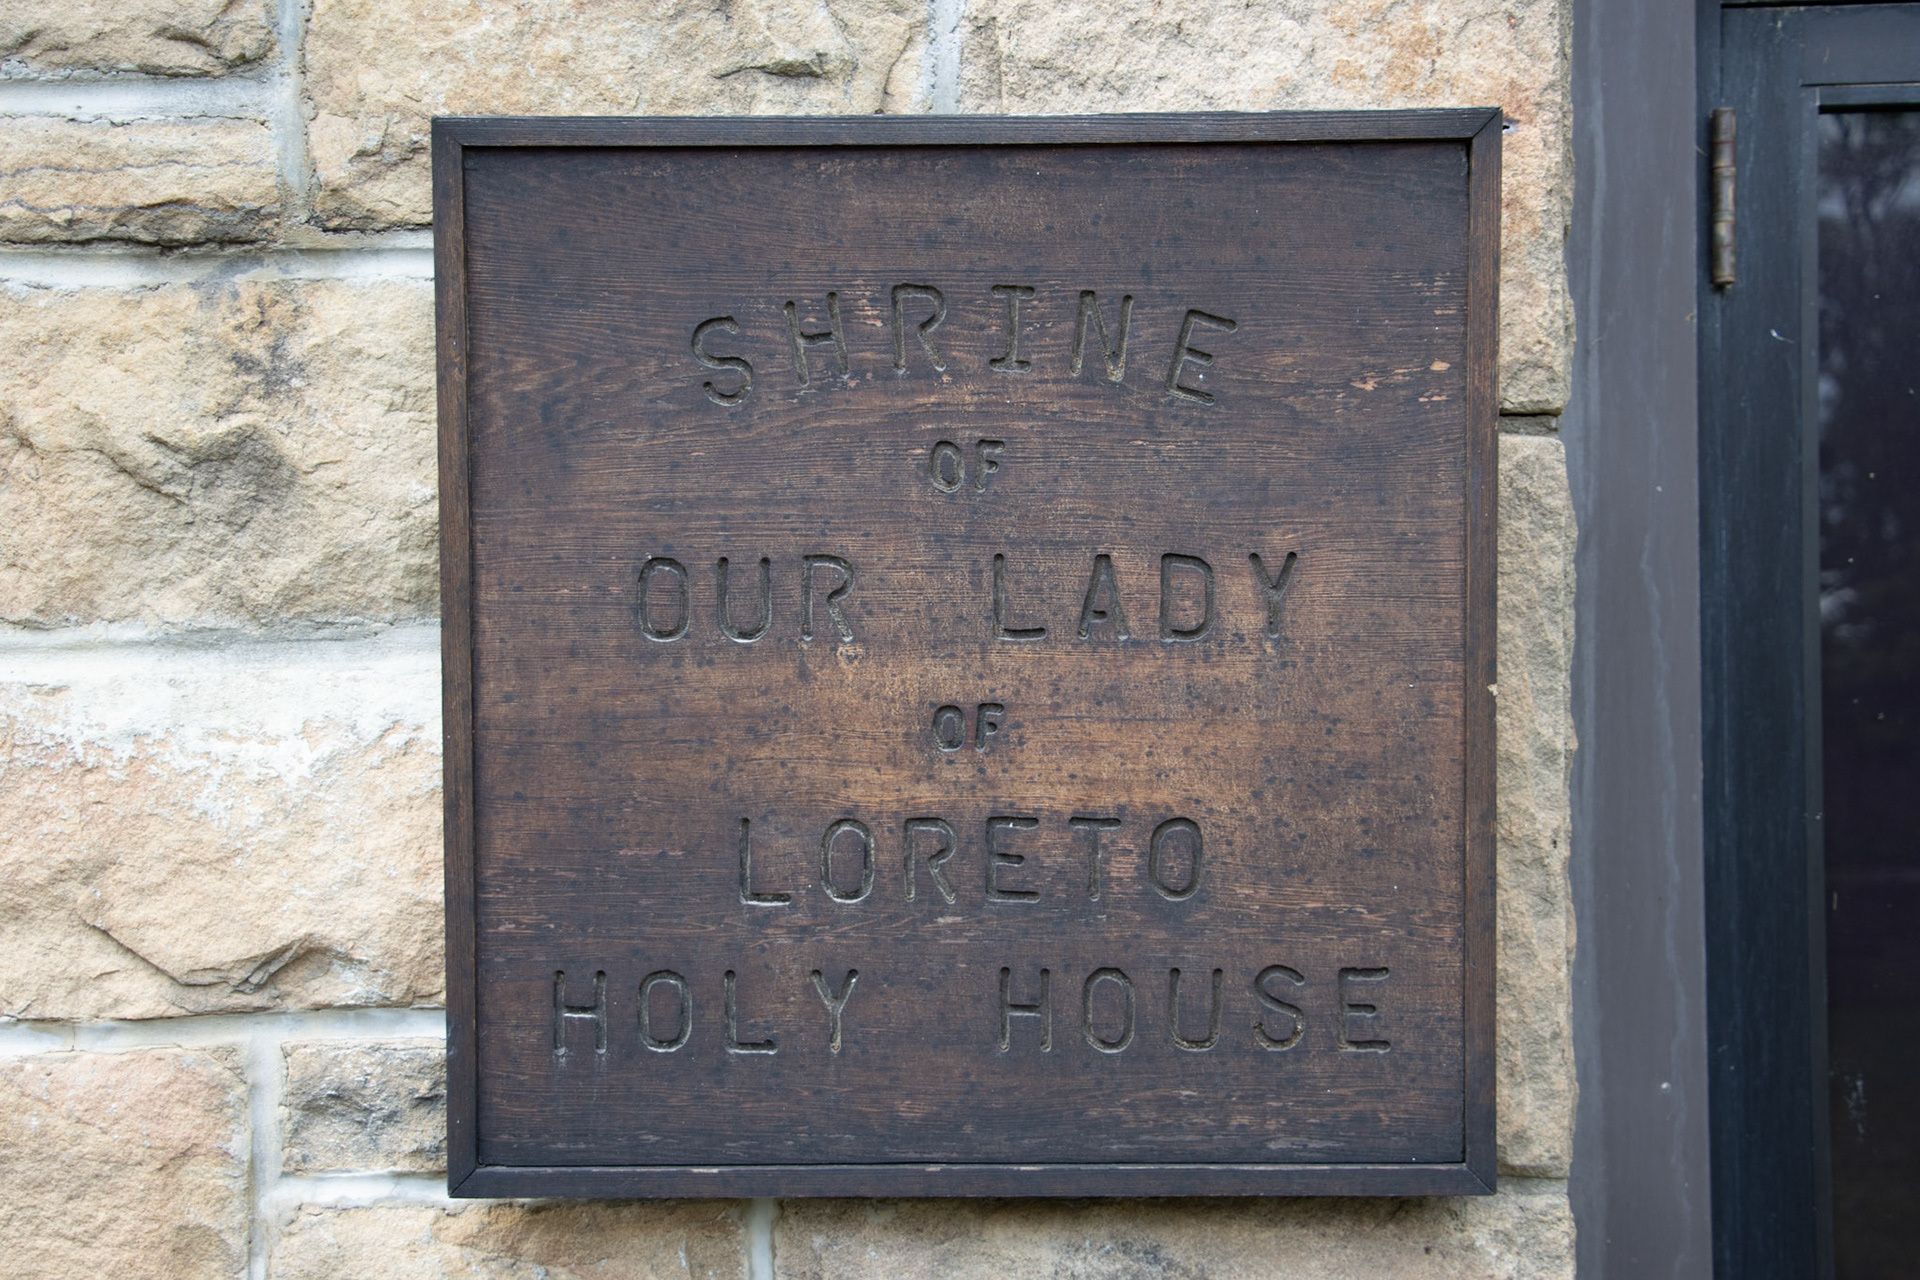 SHRINE
OF
OUR LADY
OF
LORETO
HOLY HOUSE